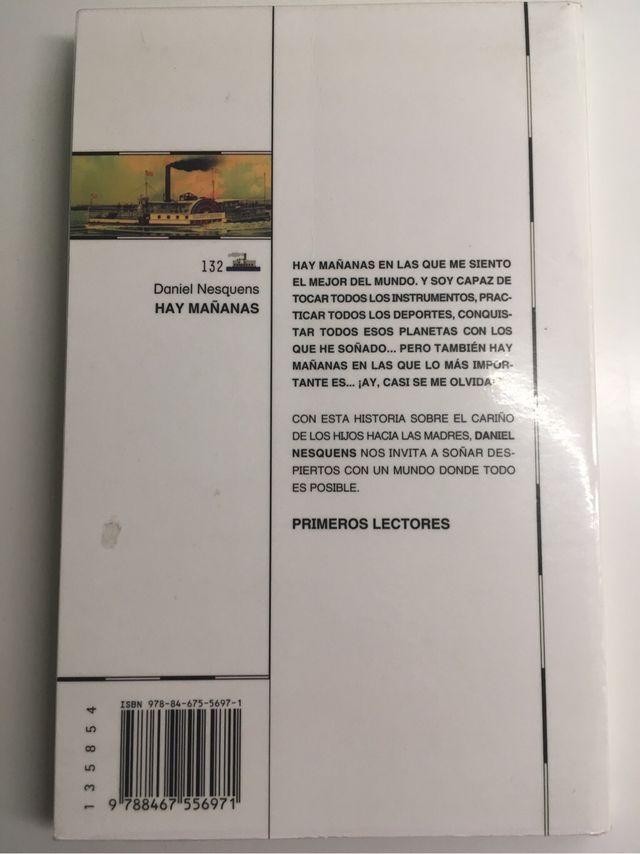 132
Daniel Nesquens
HAY MAÑANAS
HAY MAÑANAS EN LAS QUE ME SIENTO
EL MEJOR DEL MUNDO. Y SOY CAPAZ DE
TOCAR TODOS LOS INSTRUMENTOS, PRAC-
TICAR TODOS LOS DEPORTES, CONQUIS-
TAR TODOS ESOS PLANETAS CON LOS
QUE HE SOÑADO... PERO TAMBIÉN HAY
MAÑANAS EN LAS QUE LO MÁS IMPOR-
TANTE ES... ¡AY, CASI SE ME OLVIDA!
CON ESTA HISTORIA SOBRE EL CARIÑO
DE LOS HIJOS HACIA LAS MADRES, DANIEL
NESQUENS NOS INVITA A SOÑAR DES-
PIERTOS CON UN MUNDO DONDE TODO
ES POSIBLE.
PRIMEROS LECTORES
135854
ISBN 978-84-675-5697-1
9 788467 556971